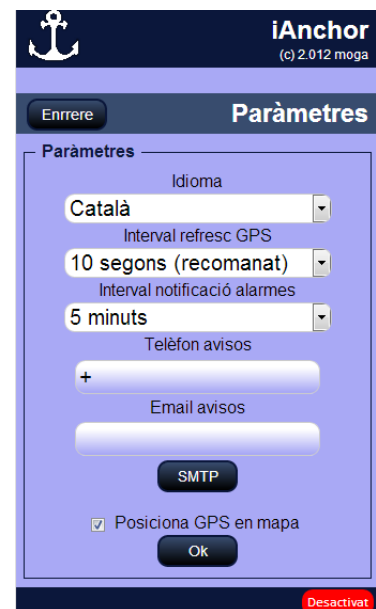 iAnchor
(c) 2.012 moga
Enrrere
Paràmetres
Paràmetres
Idioma
Català
Interval refresc GPS
10 segons (recomanat)
Interval notificació alarmes
5 minuts
Telèfon avisos
+
Email avisos
SMTP
Posiciona GPS en mapa
Ok
Desactivat